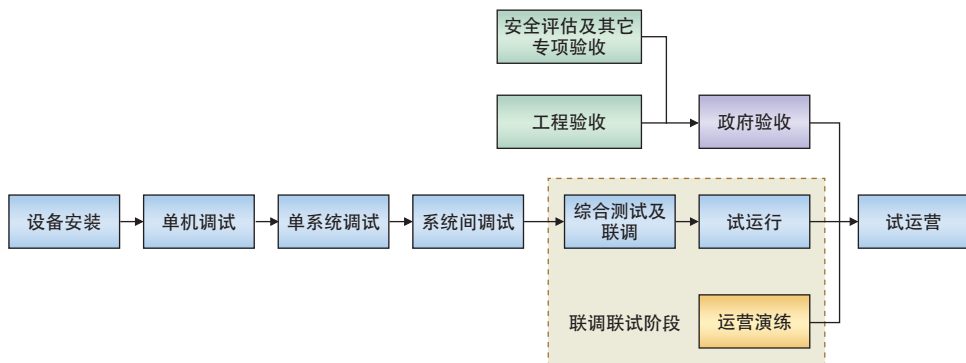 安全评估及其它
专项验收
工程验收
政府验收
设备安装
单机调试
单系统调试
系统间调试
综合测试及
联调
试运行
试运营
联调联试阶段
运营演练